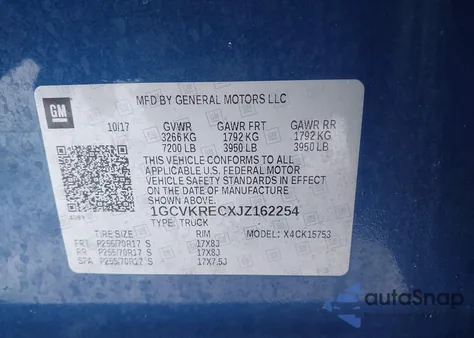 GM
MFD BY GENERAL MOTORS LLC
10/17 GVWR GAWR FRT GAWR RR
3266 KG 1792 KG 1792 KG
7200 LB 3950 LB 3950 LB
THIS VEHICLE CONFORMS TO ALL
APPLICABLE U.S. FEDERAL MOTOR
VEHICLE SAFETY STANDARDS IN EFFECT
ON THE DATE OF MANUFACTURE SHOWN ABOVE.
1GCVKRECXJZ162254
TYPE: TRUCK
MODEL: X4CK15753
TIRE SIZE RIM
FRT P255/70R17 S 17X8J
RR P255/70R17 S 17X8J
SPA P255/70R17 S 17X7.5J
autoSnap